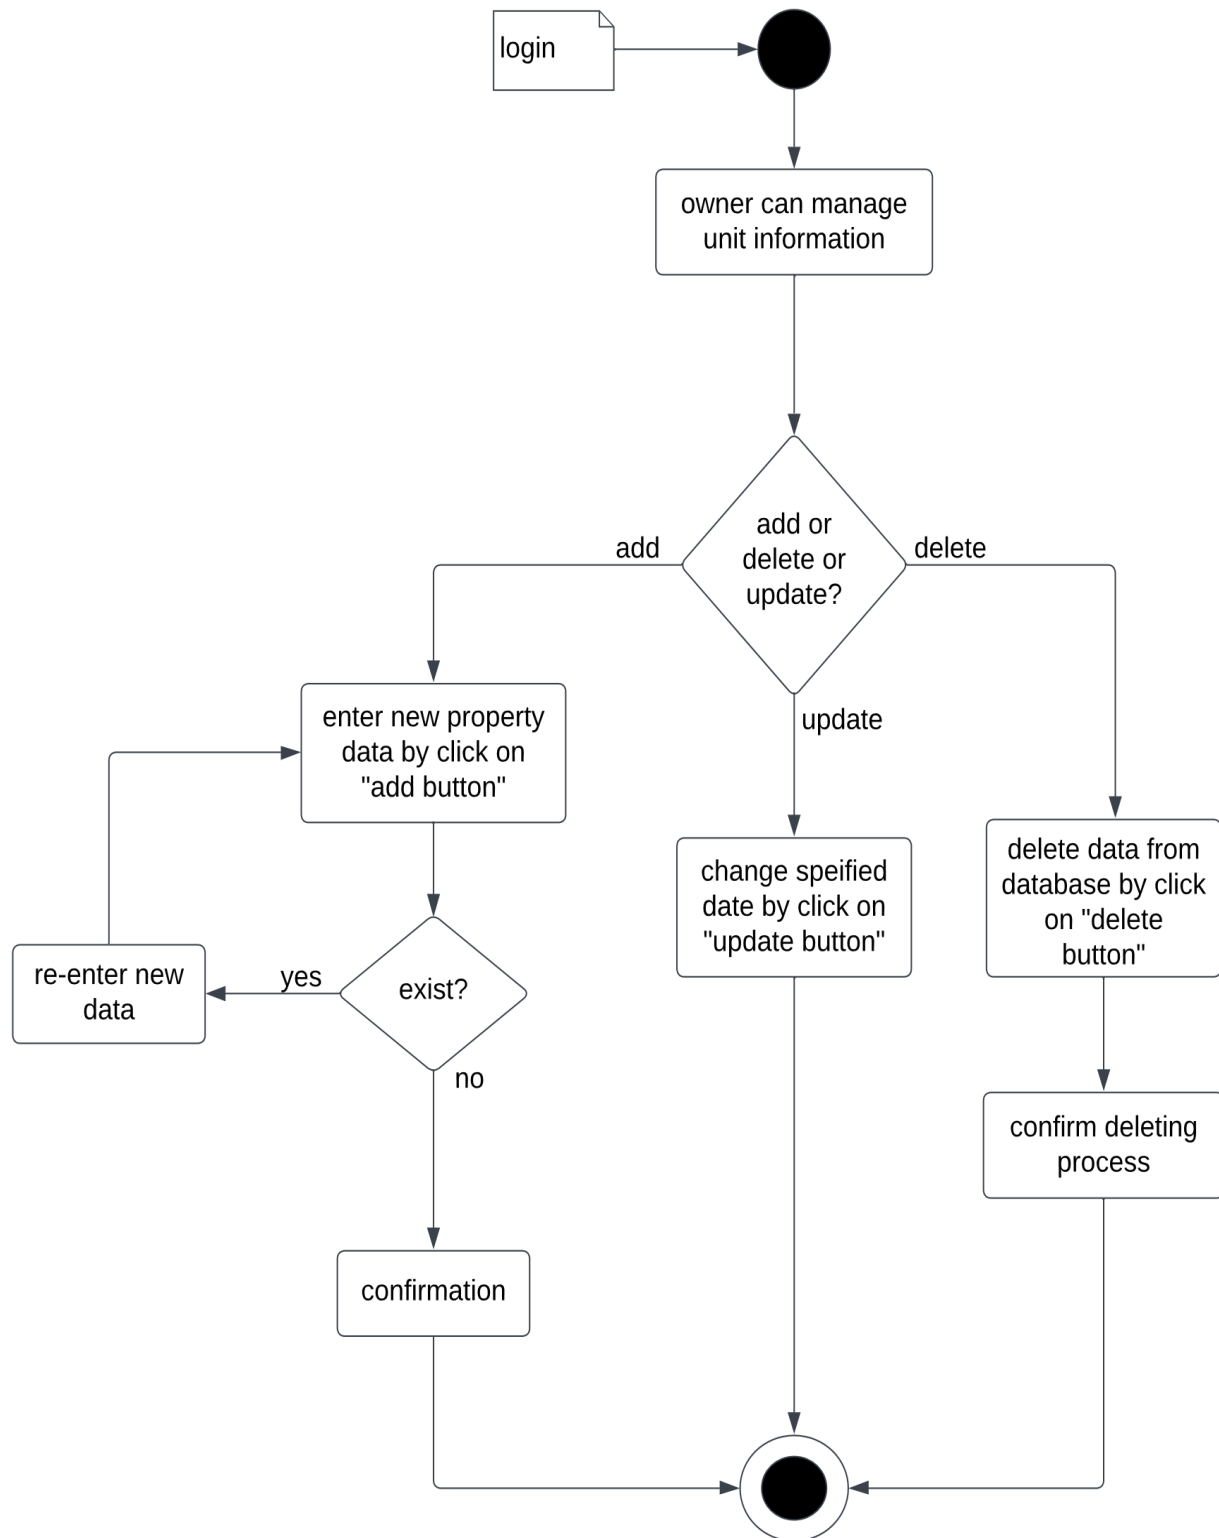 login
owner can manage
unit information
add or
delete or
update?
add
delete
update
enter new property
data by click on
"add button"
change speified
date by click on
"update button"
delete data from
database by click
on "delete
button"
re-enter new
data
yes
exist?
no
confirm deleting
process
confirmation